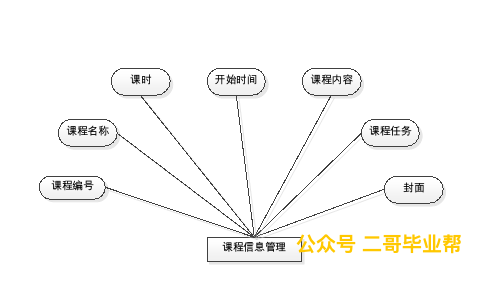 课时
开始时间
课程内容
课程名称
课程任务
课程编号
封面
课程信息管理
公众号 二哥毕业帮